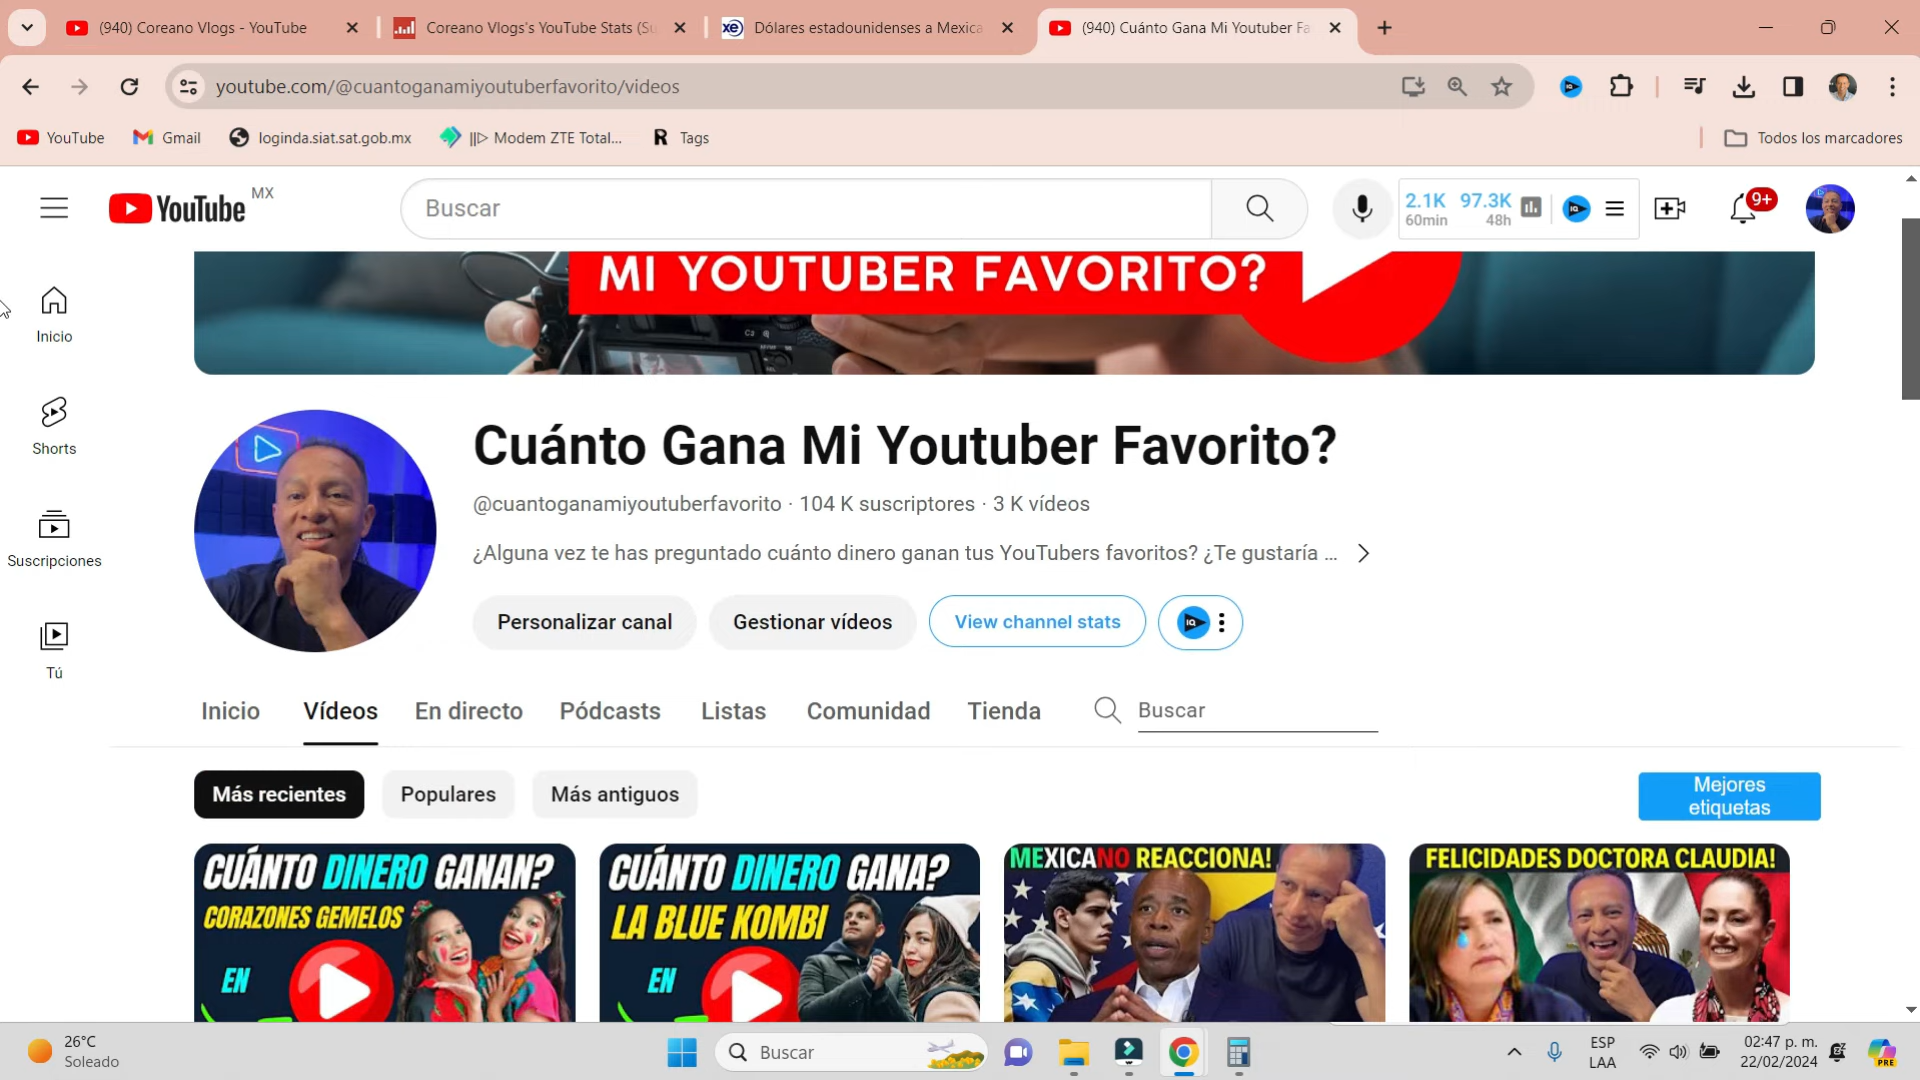 (940) Coreano Vlogs - YouTube
Coreano Vlogs's YouTube Stats (Su
Dólares estadounidenses a Mexica
(940) Cuánto Gana Mi Youtuber Fa
youtube.com/@cuantoganamiyoutuberfavorito/videos
YouTube
Gmail
loginda.siat.sat.gob.mx
||▷ Modem ZTE Total...
Tags
Todos los marcadores
YouTube MX
Buscar
2.1K 97.3K
60min 48h
9+
MI YOUTUBER FAVORITO?
Inicio
Shorts
Suscripciones
Tú
Cuánto Gana Mi Youtuber Favorito?
@cuantoganamiyoutuberfavorito · 104 K suscriptores · 3 K vídeos
¿Alguna vez te has preguntado cuánto dinero ganan tus YouTubers favoritos? ¿Te gustaría ...
Personalizar canal
Gestionar vídeos
View channel stats
IQ
Inicio
Vídeos
En directo
Pódcasts
Listas
Comunidad
Tienda
Buscar
Más recientes
Populares
Más antiguos
Mejores
etiquetas
CUÁNTO DINERO GANAN?
CORAZONES GEMELOS
EN
CUÁNTO DINERO GANA?
LA BLUE KOMBI
EN
MEXICANO REACCIONA!
FELICIDADES DOCTORA CLAUDIA!
26°C
Soleado
Buscar
ESP
LAA
02:47 p. m.
22/02/2024
PRE